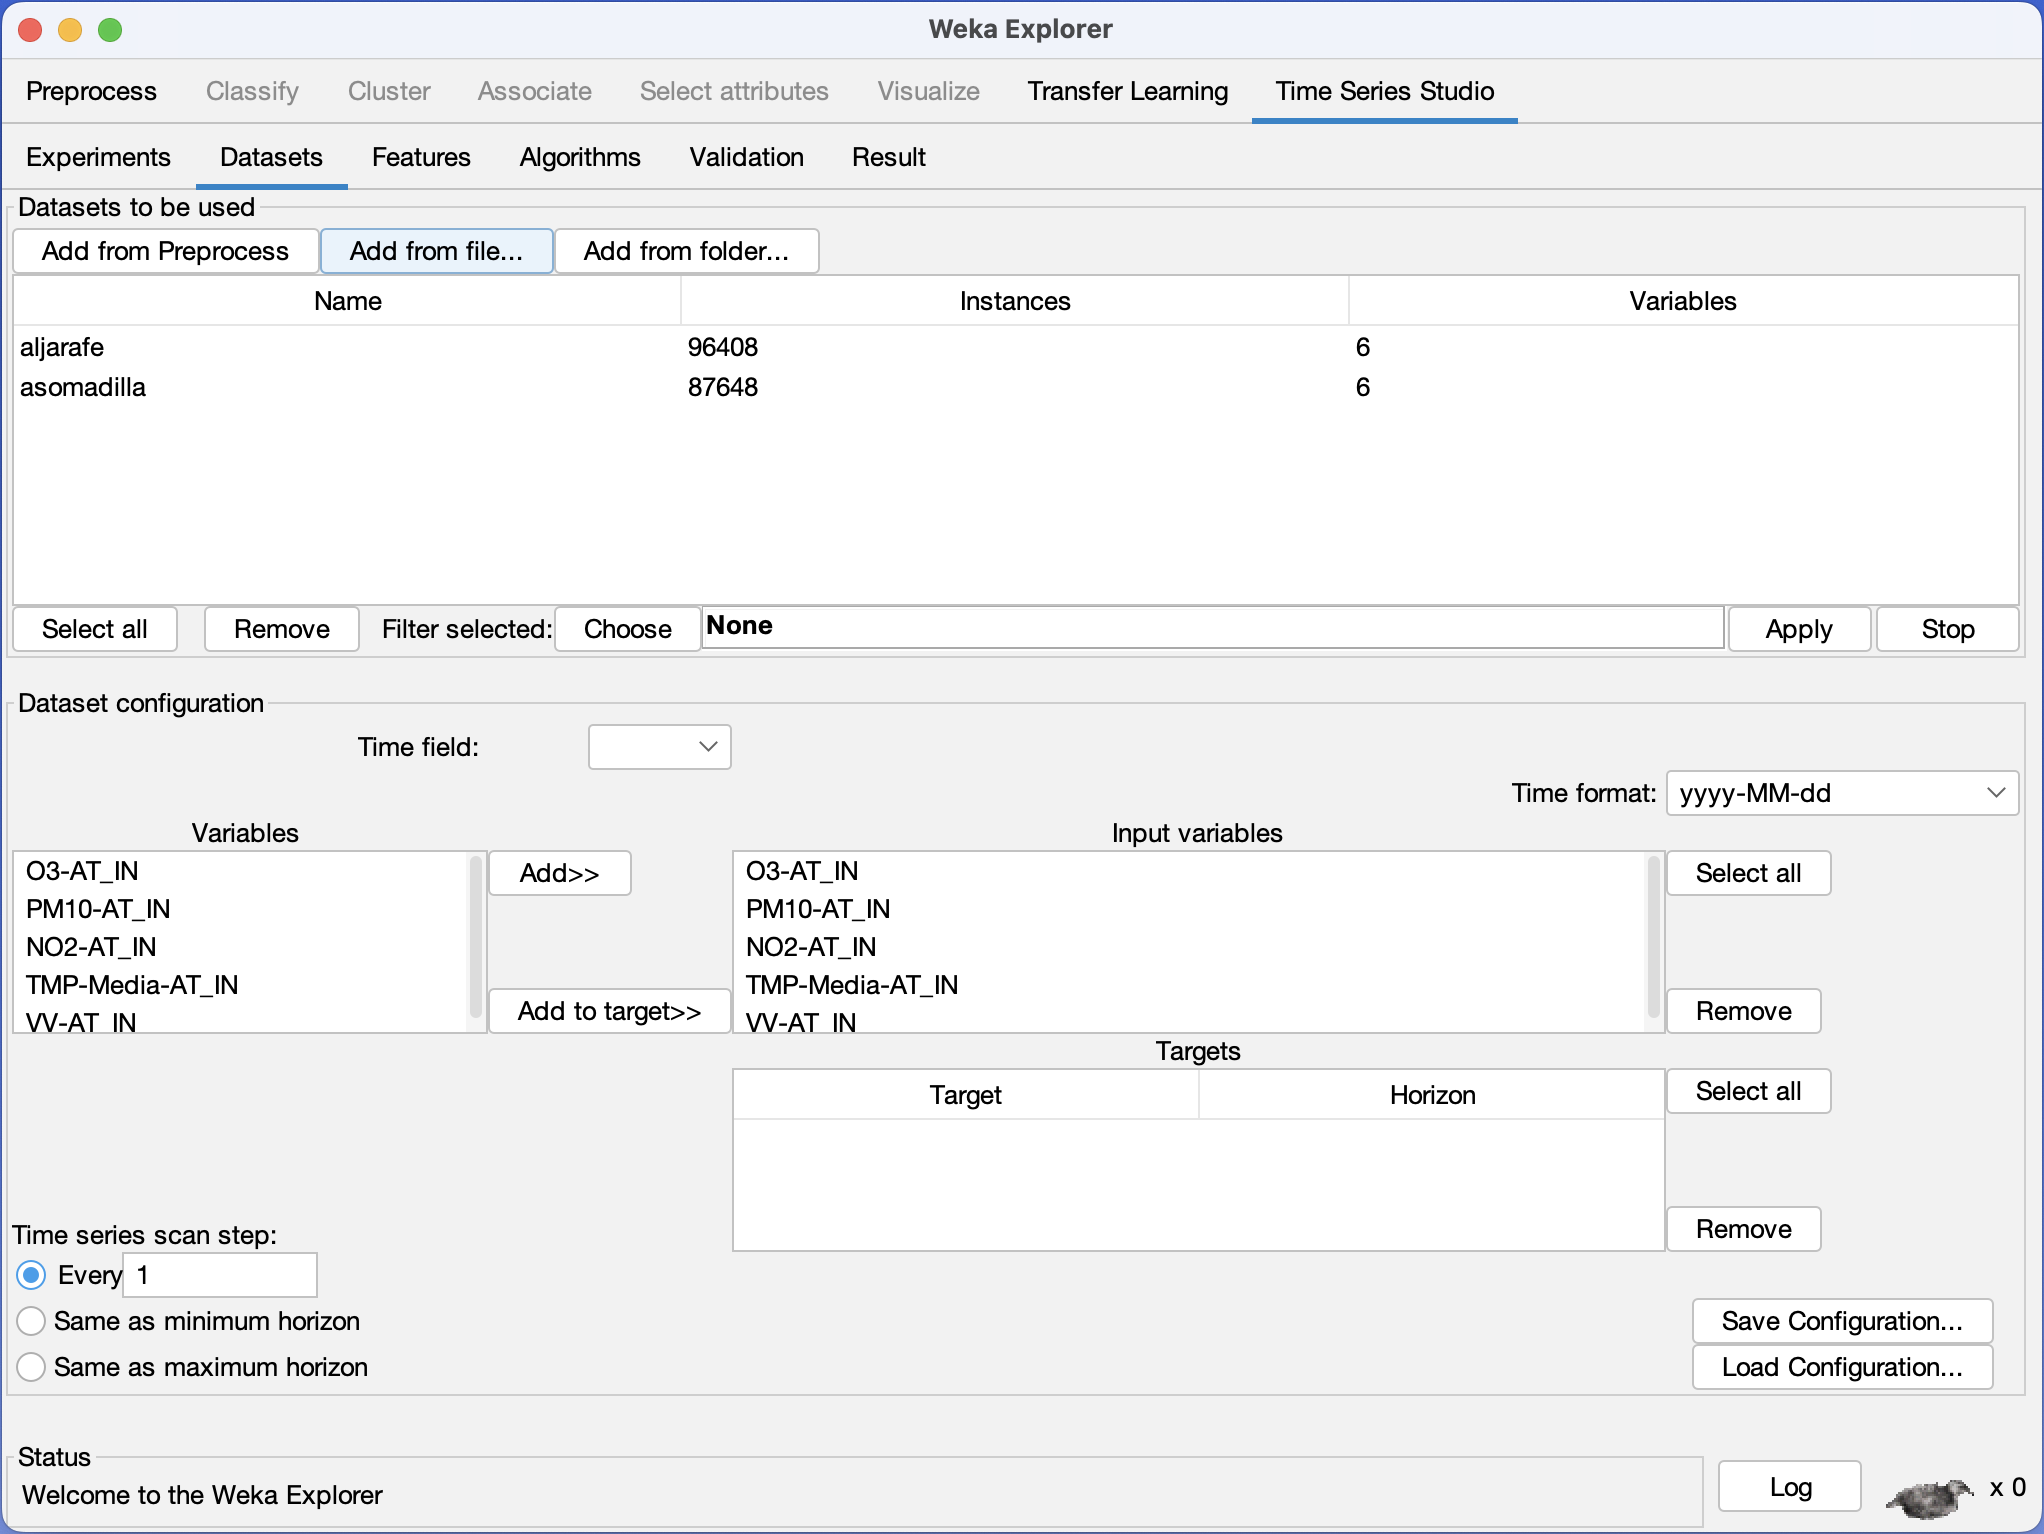 Weka Explorer
Preprocess Classify Cluster Associate Select attributes Visualize Transfer Learning Time Series Studio
Experiments Datasets Features Algorithms Validation Result
Datasets to be used
Add from Preprocess Add from file... Add from folder...
Name Instances Variables
aljarafe 96408 6
asomadilla 87648 6
Select all Remove Filter selected: Choose None Apply Stop
Dataset configuration
Time field:
Time format: yyyy-MM-dd
Variables Input variables
O3-AT_IN Add>> O3-AT_IN Select all
PM10-AT_IN PM10-AT_IN
NO2-AT_IN NO2-AT_IN
TMP-Media-AT_IN TMP-Media-AT_IN
VV-AT_IN Add to target>> VV-AT_IN Remove
Targets
Target Horizon Select all
Remove
Time series scan step:
Every 1
Same as minimum horizon Save Configuration...
Same as maximum horizon Load Configuration...
Status
Welcome to the Weka Explorer Log x 0